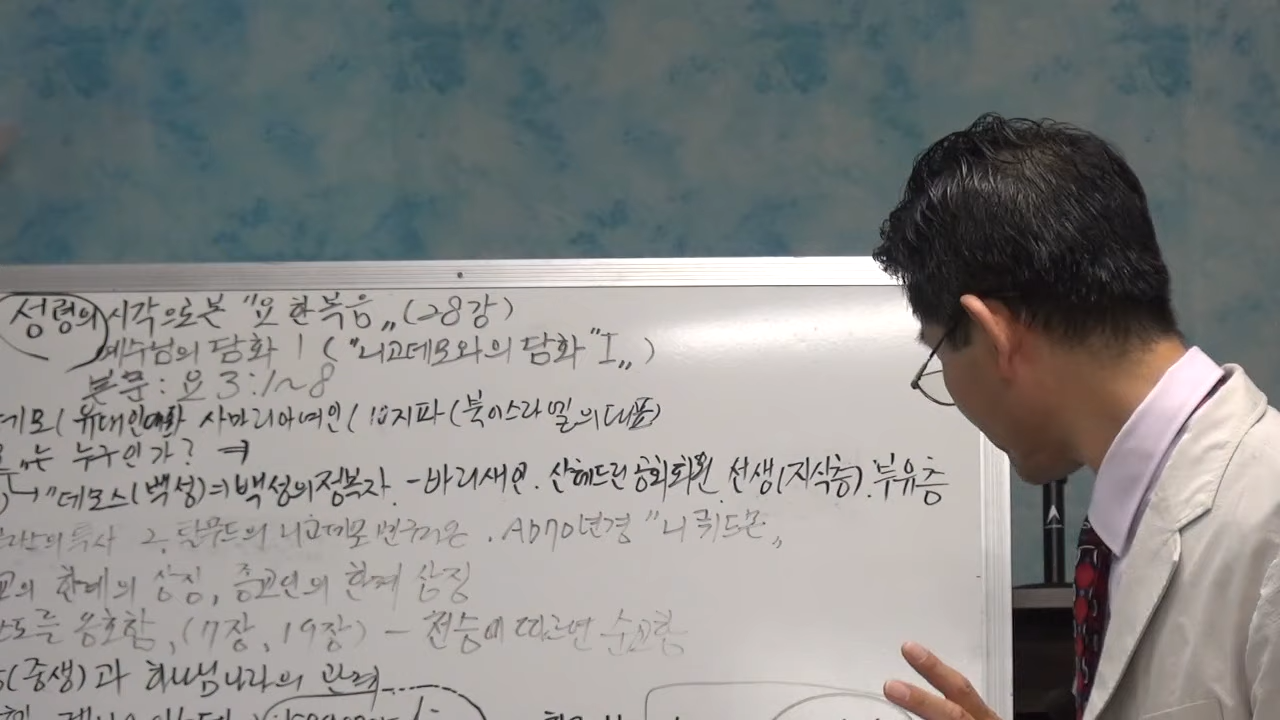 성령의 시각으로본 "요한복음„ (28강)
예수님의 담화 1 ("니고데모와의 담화"I„)
본문: 요 3:1~8
데모(유대인대표 사마리아여인(10지파(북이스라엘의대표)
는 누구인가? ⇒
↳ "데모스(백성)⇒백성의정복자. -바리새인. 산헤드린공회회원. 선생(지식층). 부유층
2. 탈무드의 니고데모 . AD70년경 "니콰드몬„
교의 한계의 상징, 종교인의 한계 상징
옹호함, (7장, 19장) - 전승에 따르면 순교함
(중생)과 하나님나라의 관계